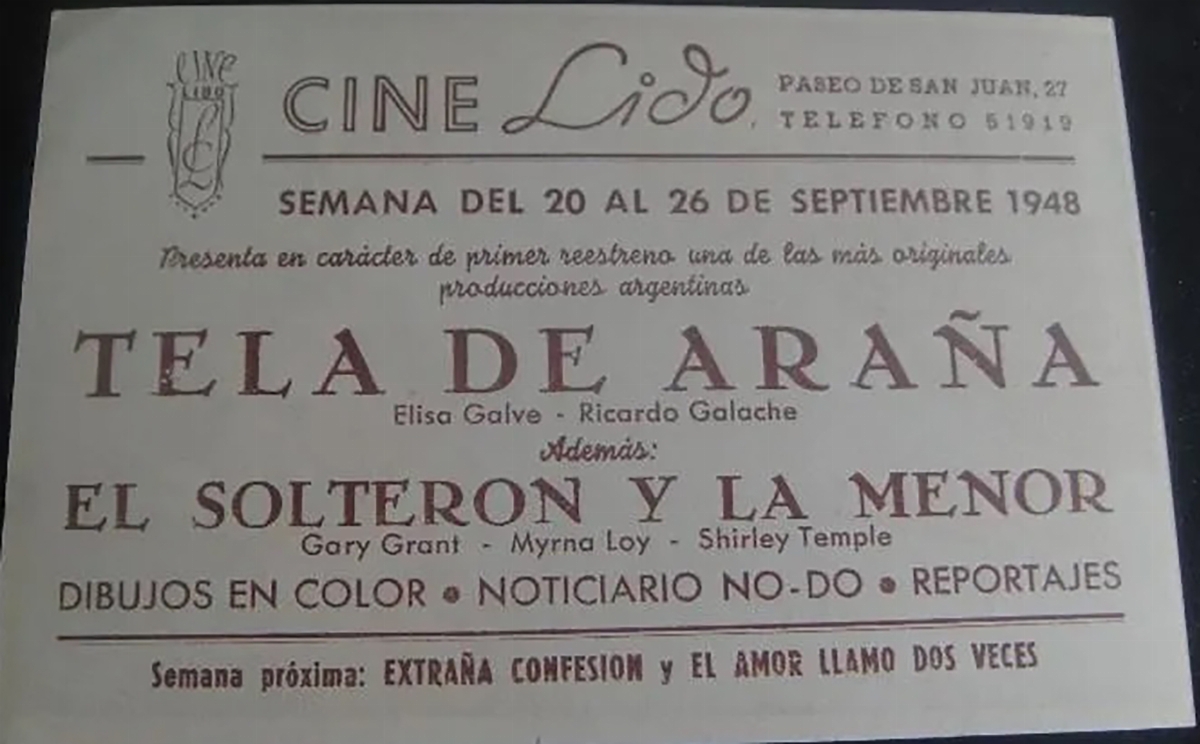 CINE
LIDO
CL
CINE Lido.
PASEO DE SAN JUAN, 27
TELEFONO 51919
SEMANA DEL 20 AL 26 DE SEPTIEMBRE 1948
Presenta en carácter de primer reestreno una de las más originales
producciones argentinas
TELA DE ARAÑA
Elisa Galve - Ricardo Galache
Además:
EL SOLTERON Y LA MENOR
Gary Grant - Myrna Loy - Shirley Temple
DIBUJOS EN COLOR • NOTICIARIO NO-DO • REPORTAJES
Semana próxima: EXTRAÑA CONFESION y EL AMOR LLAMO DOS VECES